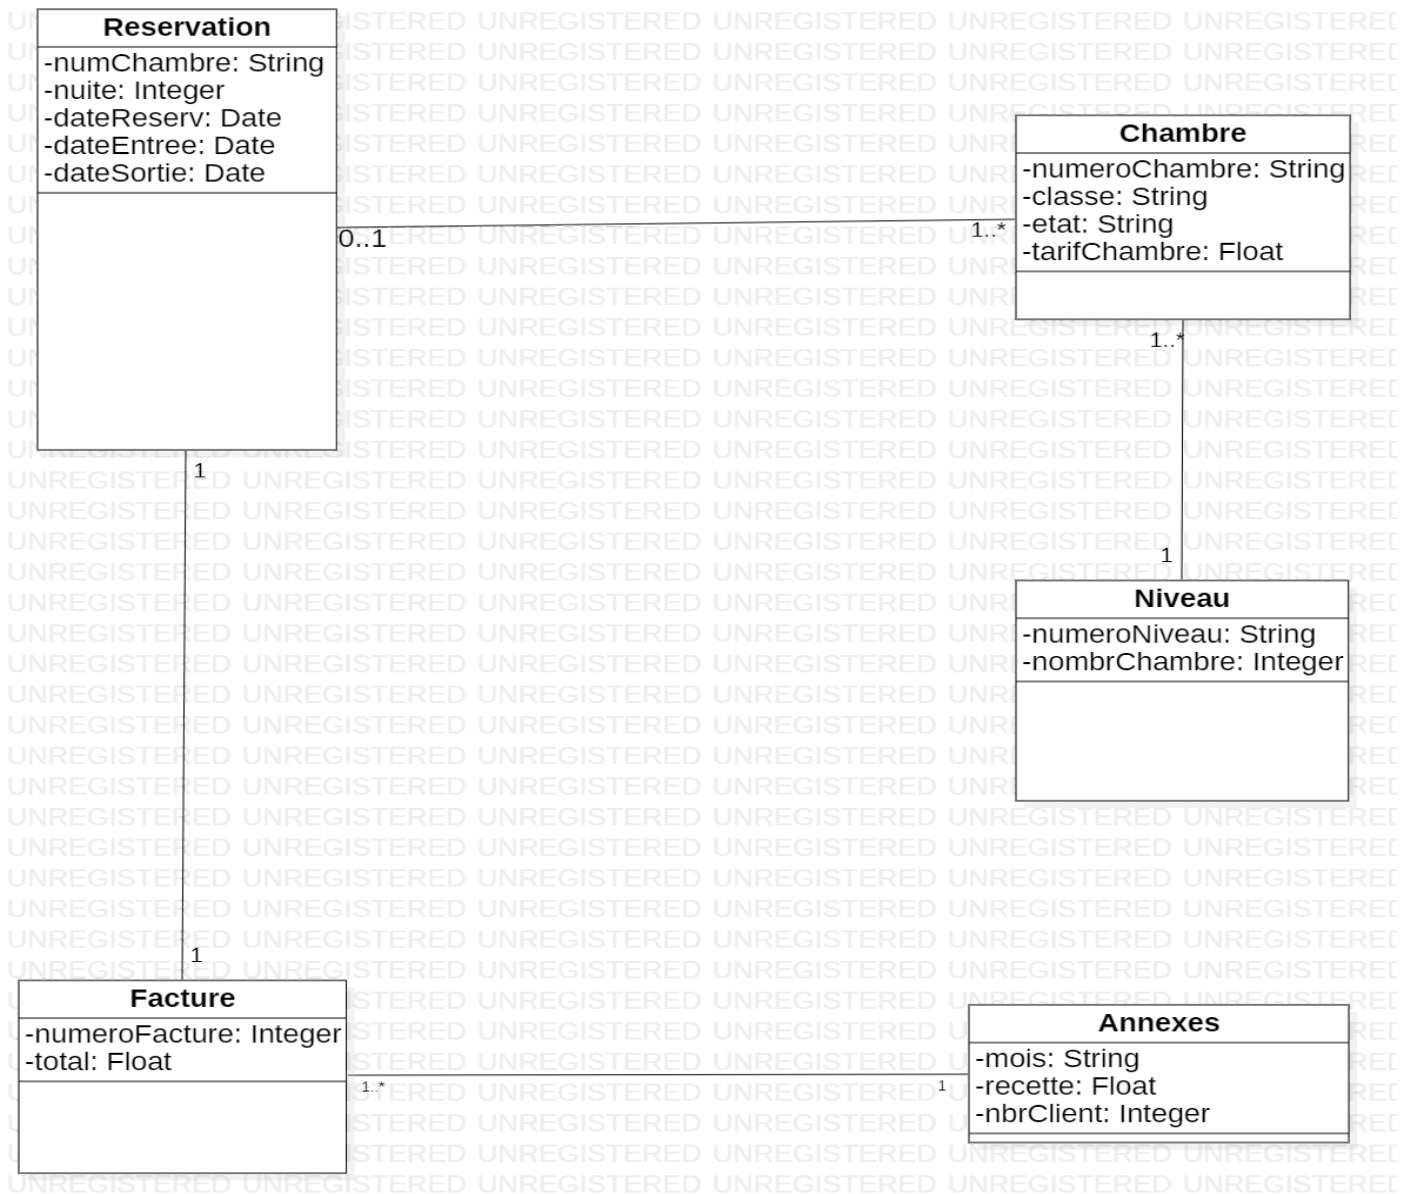 Reservation
-numChambre: String
-nuite: Integer
-dateReserv: Date
-dateEntree: Date
-dateSortie: Date
0..1
1..*
Chambre
-numeroChambre: String
-classe: String
-etat: String
-tarifChambre: Float
1..*
1
Niveau
-numeroNiveau: String
-nombrChambre: Integer
1
1
Facture
-numeroFacture: Integer
-total: Float
1..*
1
Annexes
-mois: String
-recette: Float
-nbrClient: Integer
UNREGISTERED